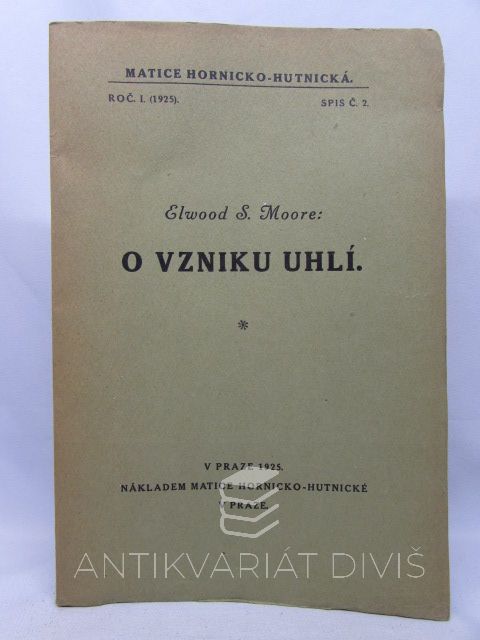 MATICE HORNICKO-HUTNICKÁ.
ROČ. I. (1925). SPIS Č. 2.
Elwood S. Moore:
O VZNIKU UHLÍ.
*
V PRAZE 1925.
NÁKLADEM MATICE HORNICKO-HUTNICKÉ
V PRAZE.
ANTIKVARIÁT DIVIŠ